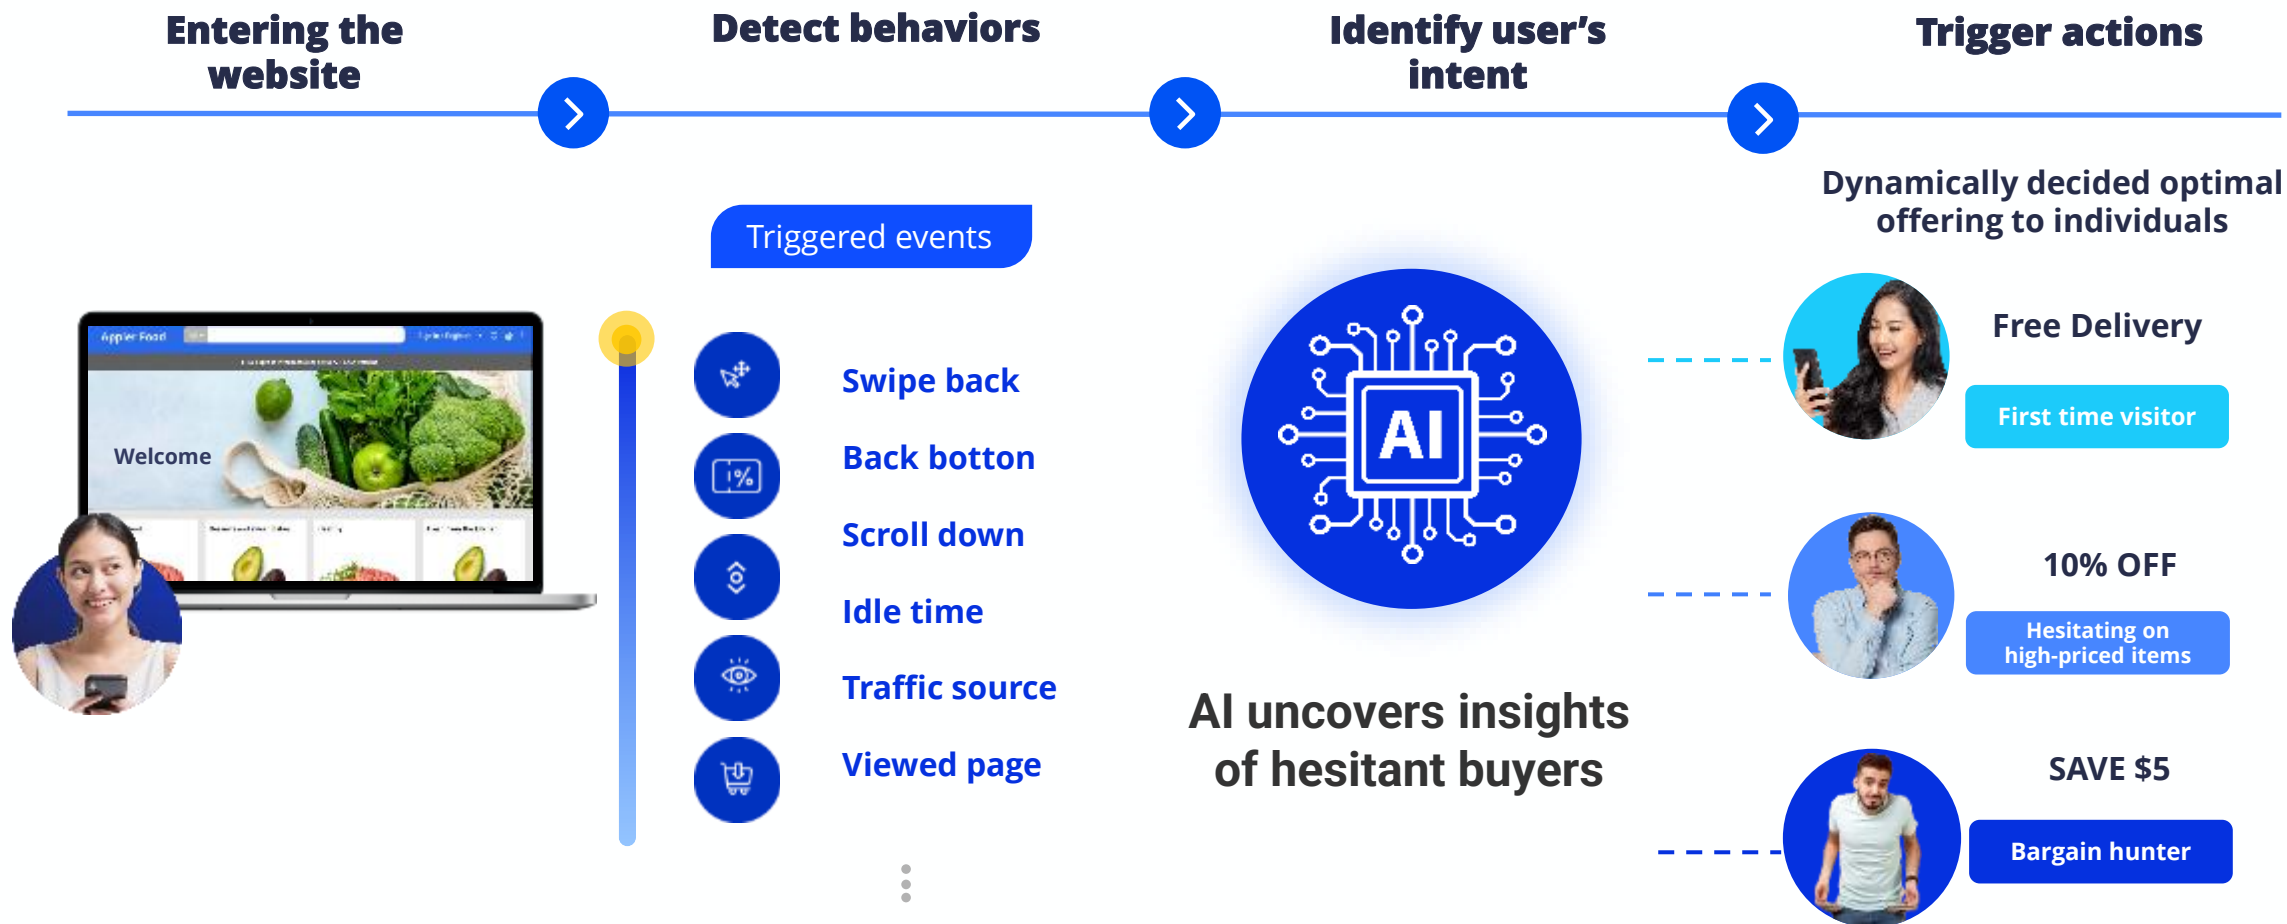 Entering the
website
Detect behaviors
Identify user's
intent
Trigger actions
Appier Food
Welcome
Triggered events
Swipe back
Back botton
Scroll down
Idle time
Traffic source
Viewed page
AI
AI uncovers insights
of hesitant buyers
Dynamically decided optimal
offering to individuals
Free Delivery
First time visitor
10% OFF
Hesitating on
high-priced items
SAVE $5
Bargain hunter